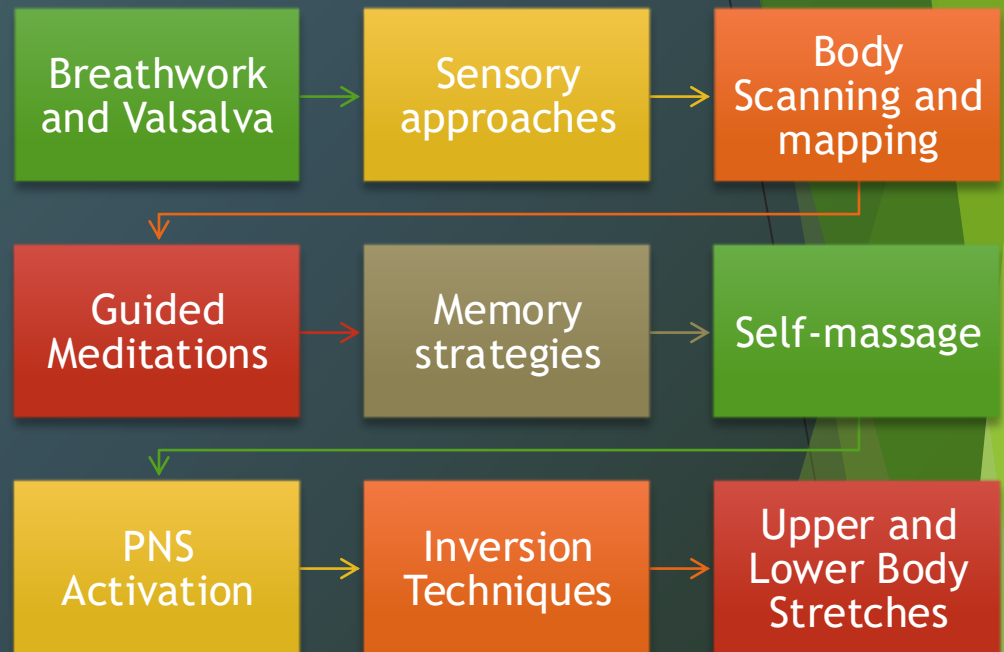 Breathwork
and Valsalva
Sensory
approaches
Body
Scanning and
mapping
Guided
Meditations
Memory
strategies
Self-massage
PNS
Activation
Inversion
Techniques
Upper and
Lower Body
Stretches